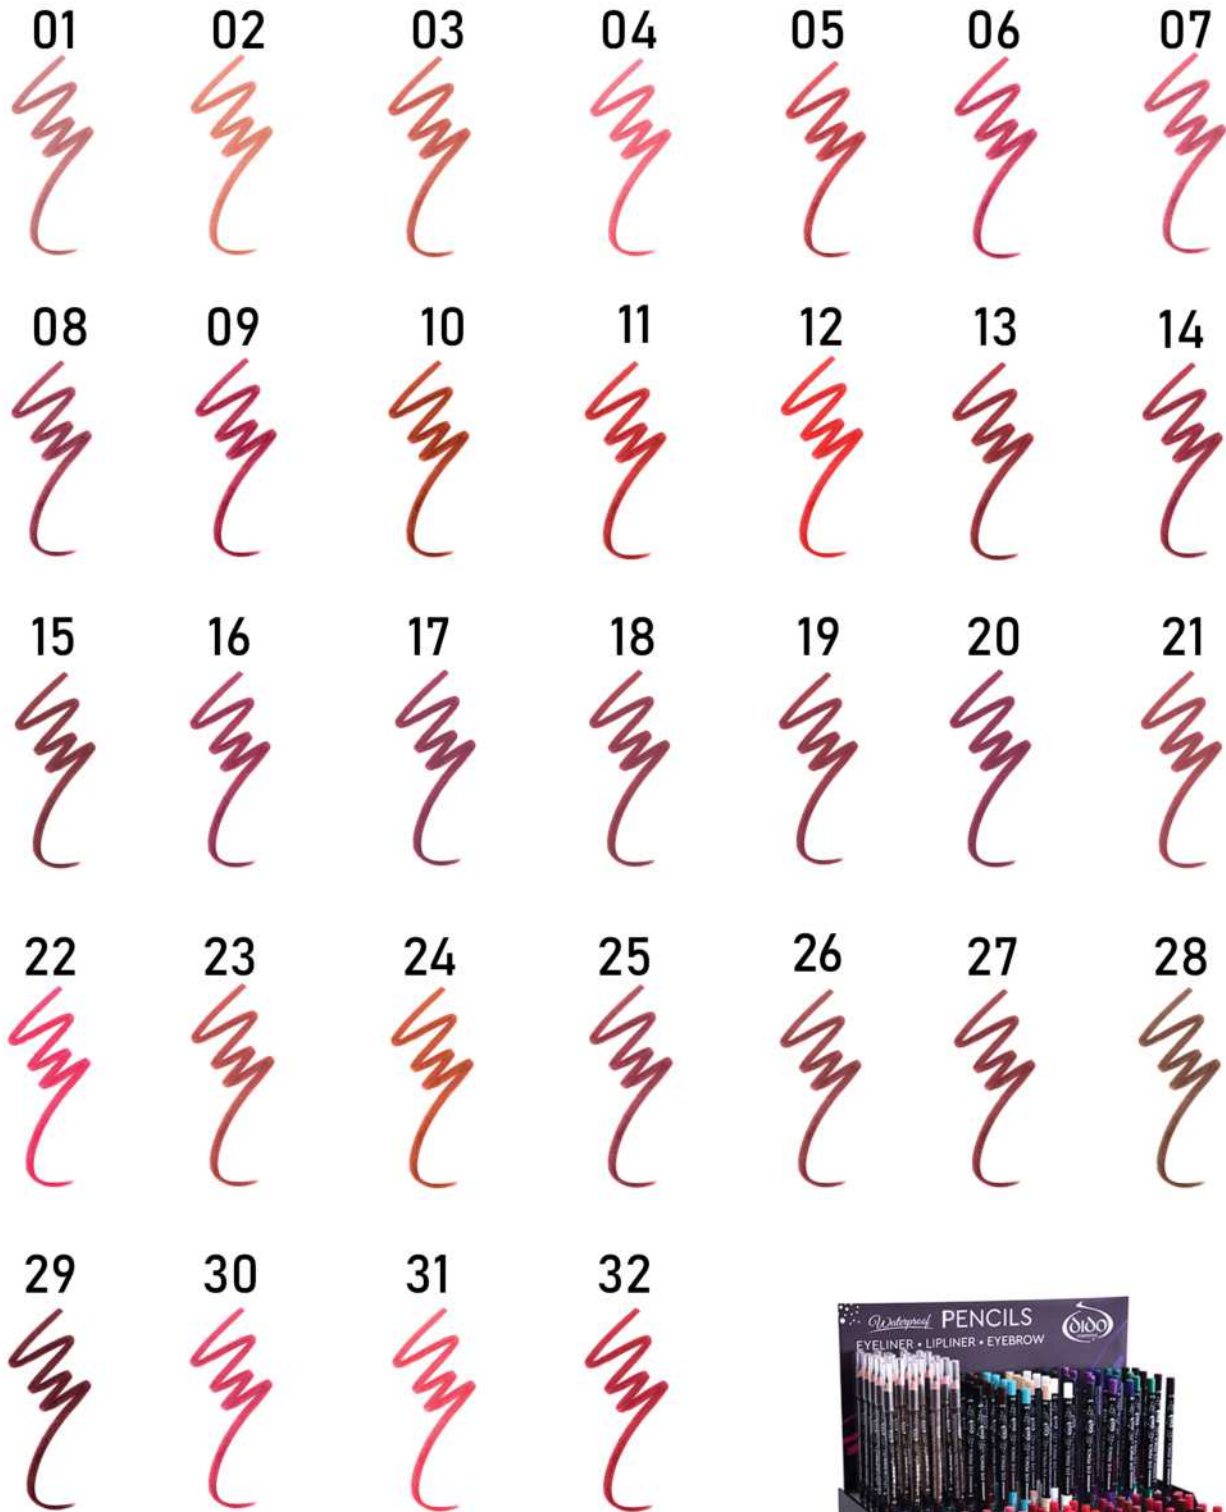 01 02 03 04 05 06 07
08 09 10 11 12 13 14
15 16 17 18 19 20 21
22 23 24 25 26 27 28
29 30 31 32
Waterproof PENCILS
DIDO
EYELINER • LIPLINER • EYEBROW